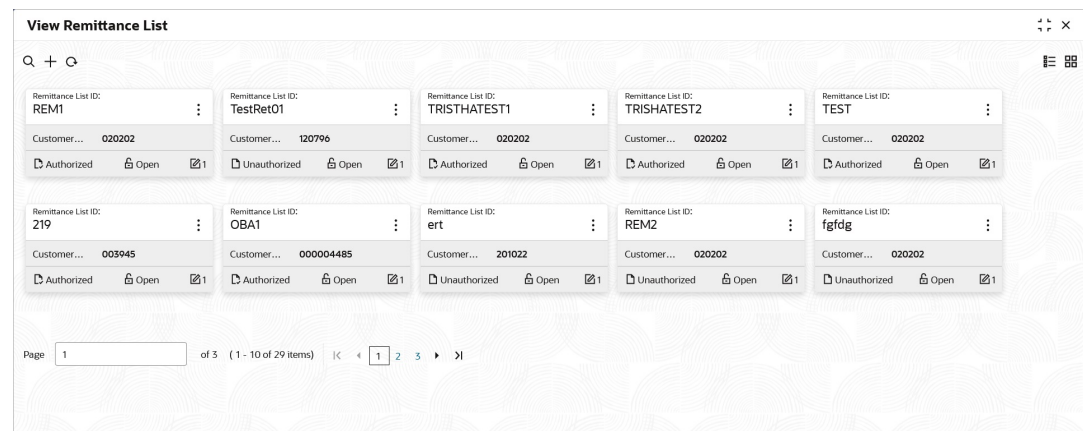 View Remittance List
Remittance List ID: Remittance List ID: Remittance List ID: Remittance List ID: Remittance List ID:
REM1 TestRet01 TRISTHATEST1 TRISHATEST2 TEST
Customer... 020202 Customer... 120796 Customer... 020202 Customer... 020202 Customer... 020202
Authorized Open 1 Unauthorized Open 1 Authorized Open 1 Authorized Open 1 Authorized Open 1
Remittance List ID: Remittance List ID: Remittance List ID: Remittance List ID: Remittance List ID:
219 OBA1 ert REM2 fgfdg
Customer... 003945 Customer... 000004485 Customer... 201022 Customer... 020202 Customer... 020202
Authorized Open 1 Authorized Open 1 Unauthorized Open 1 Unauthorized Open 1 Unauthorized Open 1
Page 1 of 3 (1 - 10 of 29 items) 1 2 3